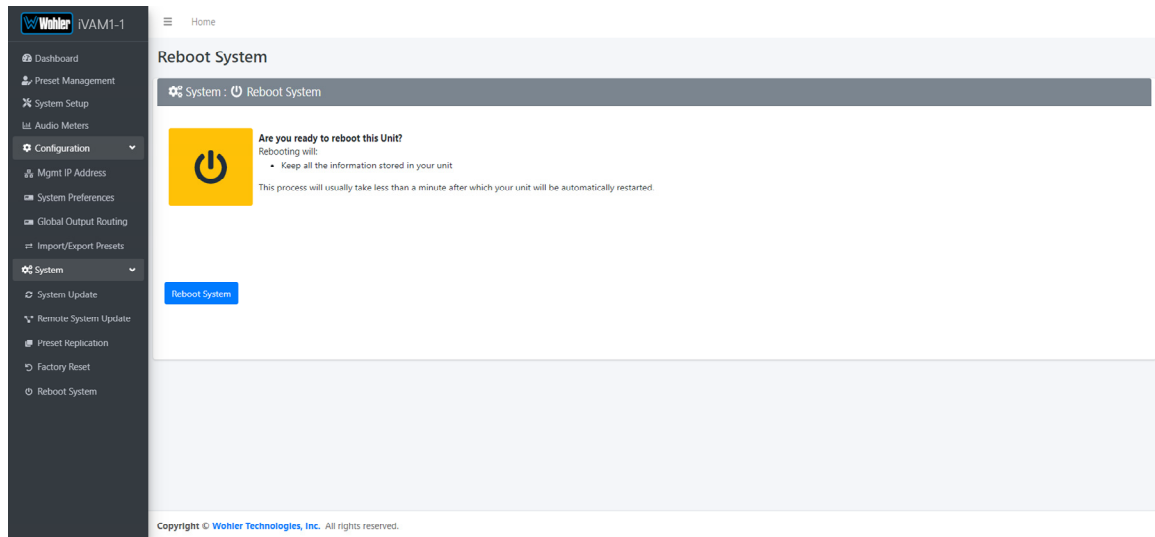 Wohler iVAM1-1
Home
Dashboard
Preset Management
System Setup
Audio Meters
Configuration
Mgmt IP Address
System Preferences
Global Output Routing
Import/Export Presets
System
System Update
Remote System Update
Preset Replication
Factory Reset
Reboot System
Reboot System
System : Reboot System
Are you ready to reboot this Unit?
Rebooting will:
• Keep all the information stored in your unit
This process will usually take less than a minute after which your unit will be automatically restarted.
Reboot System
Copyright © Wohler Technologies, Inc. All rights reserved.